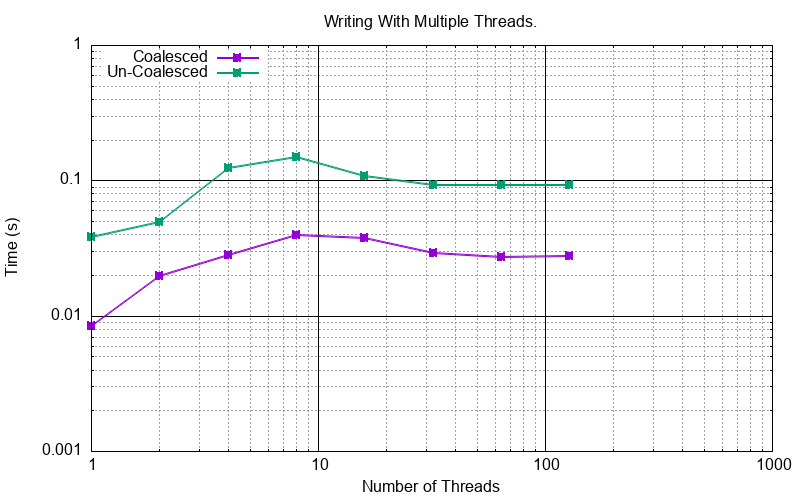 Writing With Multiple Threads.
Coalesced
Un-Coalesced
1
0.1
0.01
0.001
Time (s)
1 10 100 1000
Number of Threads